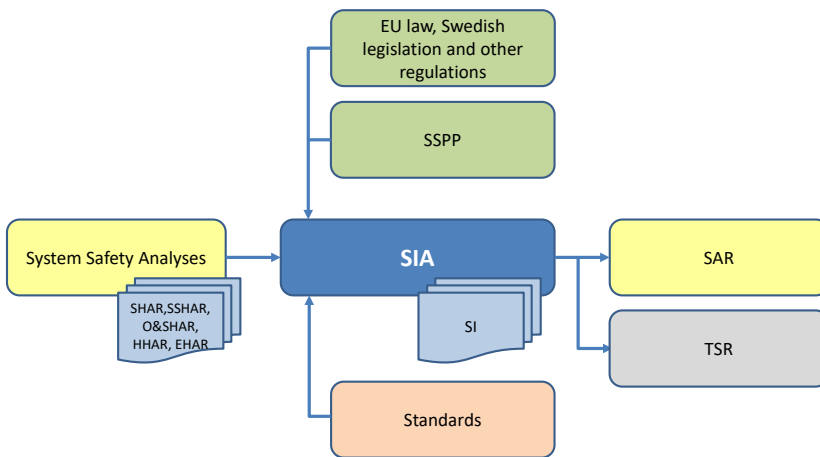 EU law, Swedish
legislation and other
regulations
SSPP
System Safety Analyses
SIA
SAR
SHAR,SSHAR,
O&SHAR,
HHAR, EHAR
SI
TSR
Standards